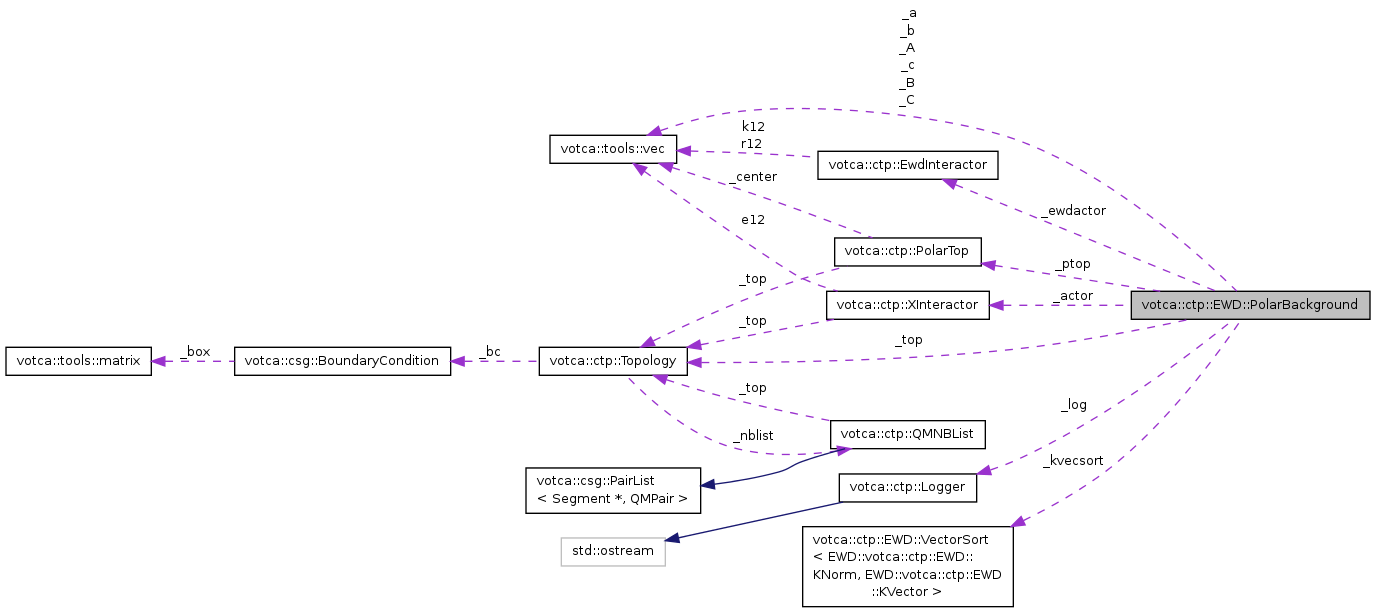 _a
_b
_A
_c
_B
_C
k12
r12
votca::tools::vec
votca::ctp::EwdInteractor
_center
_ewdactor
e12
votca::ctp::PolarTop
_ptop
_top
votca::ctp::XInteractor
_actor
votca::ctp::EWD::PolarBackground
_top
_top
votca::tools::matrix
_box
votca::csg::BoundaryCondition
_bc
votca::ctp::Topology
_top
_log
_nblist
votca::ctp::QMNBList
_kvecsort
votca::csg::PairList
< Segment *, QMPair >
votca::ctp::Logger
std::ostream
votca::ctp::EWD::VectorSort
< EWD::votca::ctp::EWD::
KNorm, EWD::votca::ctp::EWD
::KVector >